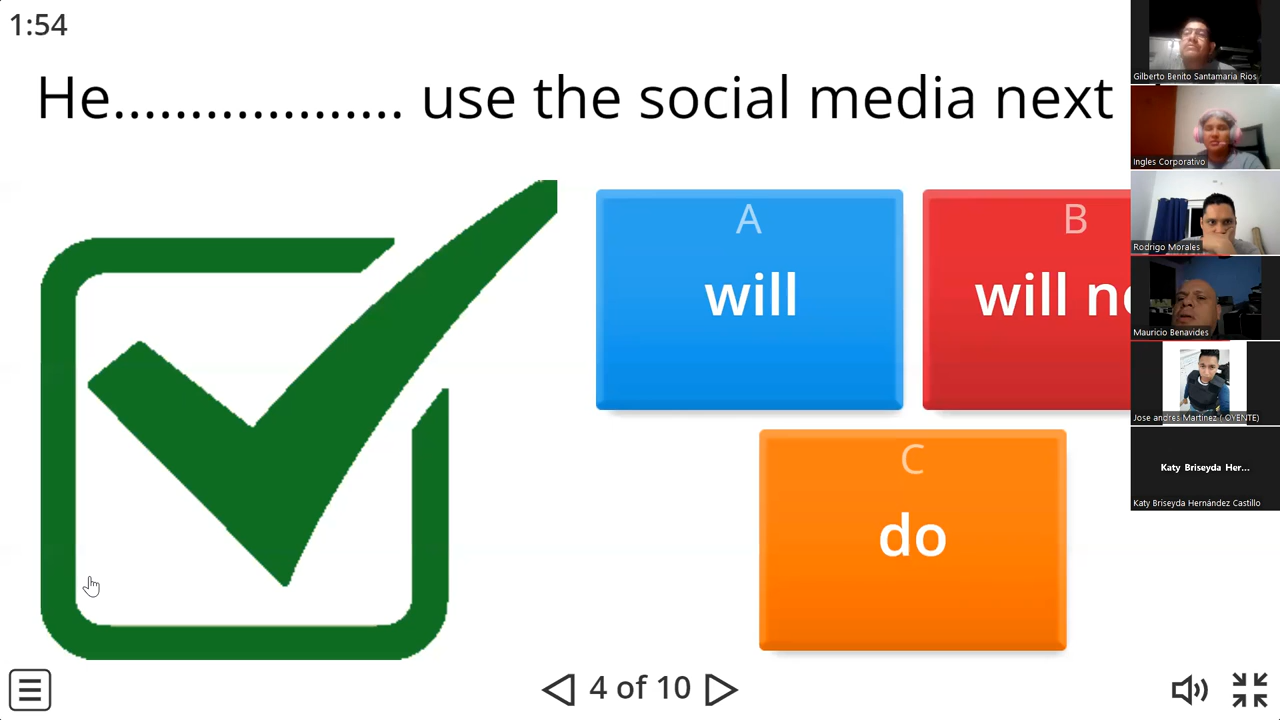 1:54
He.................. use the social media next
A
will
B
will
C
do
4 of 10
Gilberto Benito Santamaria Rios
Ingles Corporativo
Rodrigo Morales
Mauricio Benavides
Jose andres Martinez ( OYENTE)
Katy Briseyda Her...
Katy Briseyda Hernández Castillo